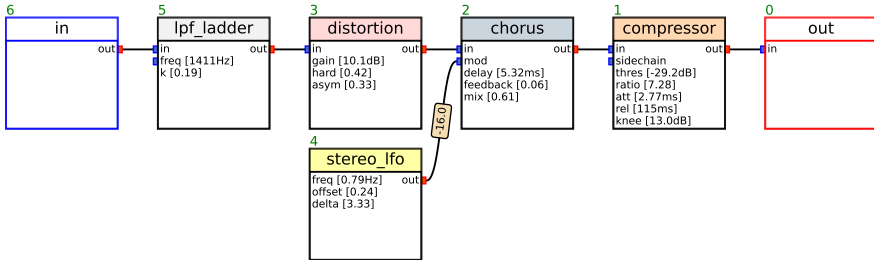 6
in
out
5
lpf_ladder
in
out
freq [1411Hz]
k [0.19]
3
distortion
in
out
gain [10.1dB]
hard [0.42]
asym [0.33]
2
chorus
in
out
mod
delay [5.32ms]
feedback [0.06]
mix [0.61]
1
compressor
in
out
sidechain
thres [-29.2dB]
ratio [7.28]
att [2.77ms]
rel [115ms]
knee [13.0dB]
0
out
in
4
stereo_lfo
freq [0.79Hz]
out
offset [0.24]
delta [3.33]
-16.0